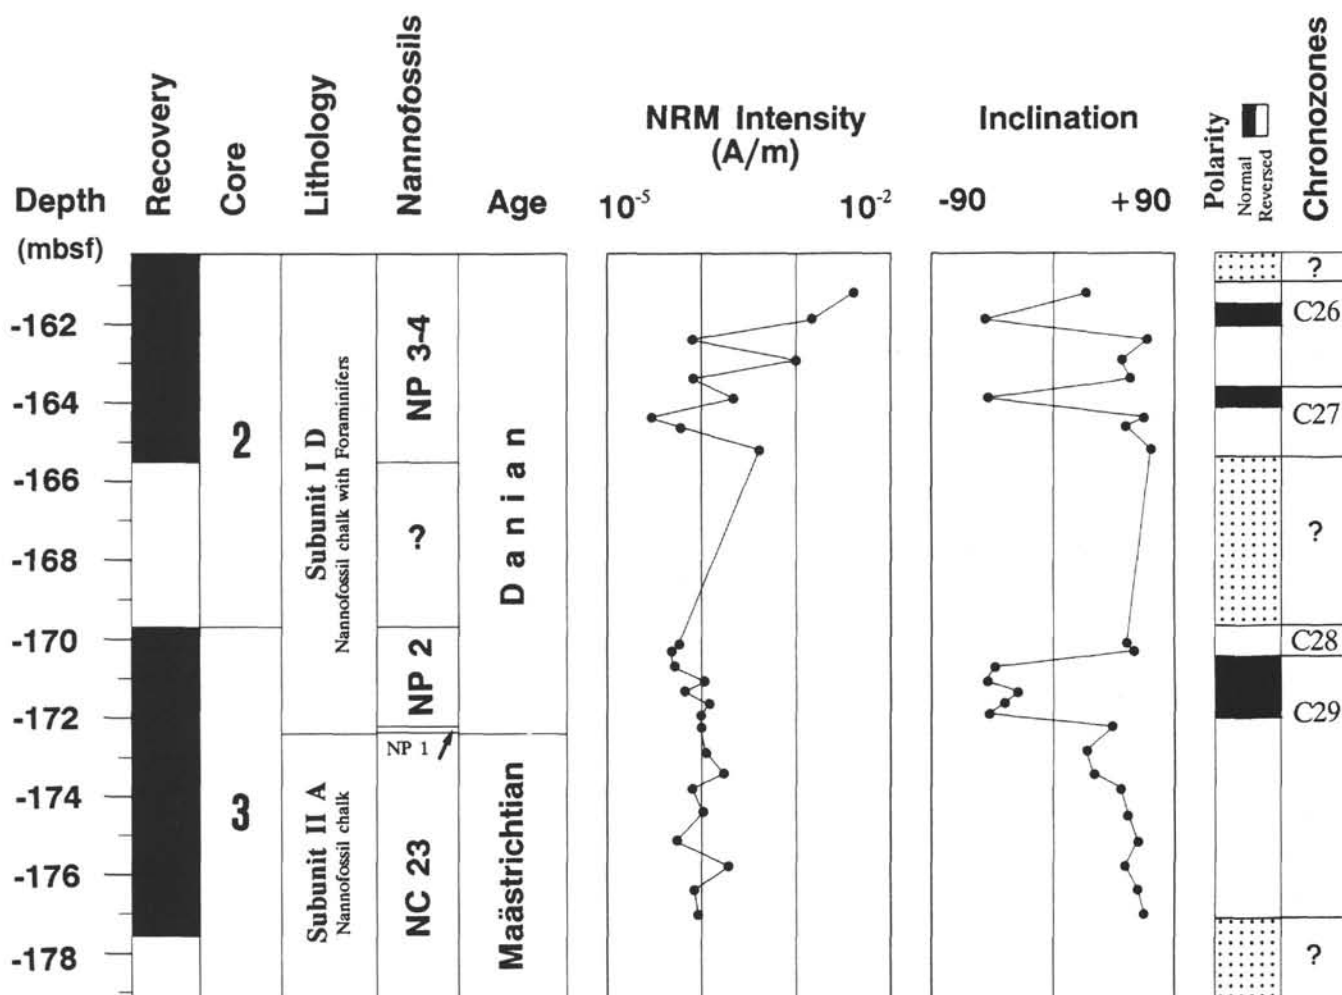 Depth
(mbsf)
Recovery
Core
Lithology
Nannofossils
Age
NRM Intensity
(A/m)
10-5
10-2
Inclination
-90
+90
Polarity
Normal
Reversed
Chronozones
-162
-164
-166
-168
-170
-172
-174
-176
-178
2
3
Subunit I D
Nannofossil chalk with Foraminifers
Subunit II A
Nannofossil chalk
NP 3-4
?
NP 2
NP 1
NC 23
Danian
Maästrichtian
?
C26
C27
?
C28
C29
?